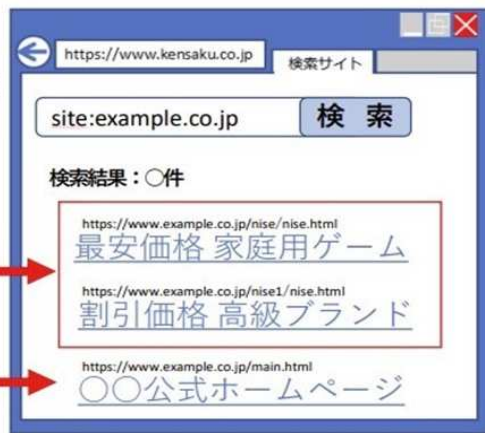 https://www.kensaku.co.jp
検索サイト
site:example.co.jp
検 索
検索結果：○件
https://www.example.co.jp/nise/nise.html
最安価格 家庭用ゲーム
https://www.example.co.jp/nise1/nise.html
割引価格 高級ブランド
https://www.example.co.jp/main.html
○○公式ホームページ